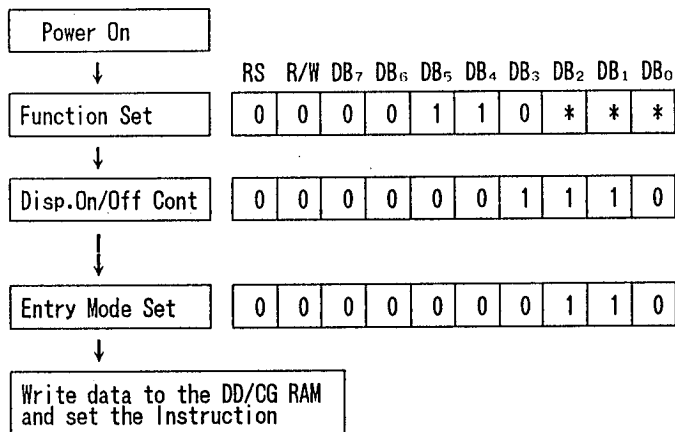 Power On
RS R/W DB₇ DB₆ DB₅ DB₄ DB₃ DB₂ DB₁ DB₀
Function Set 0 0 0 0 1 1 0 * * *
Disp.On/Off Cont 0 0 0 0 0 0 1 1 1 0
Entry Mode Set 0 0 0 0 0 0 0 1 1 0
Write data to the DD/CG RAM
and set the Instruction